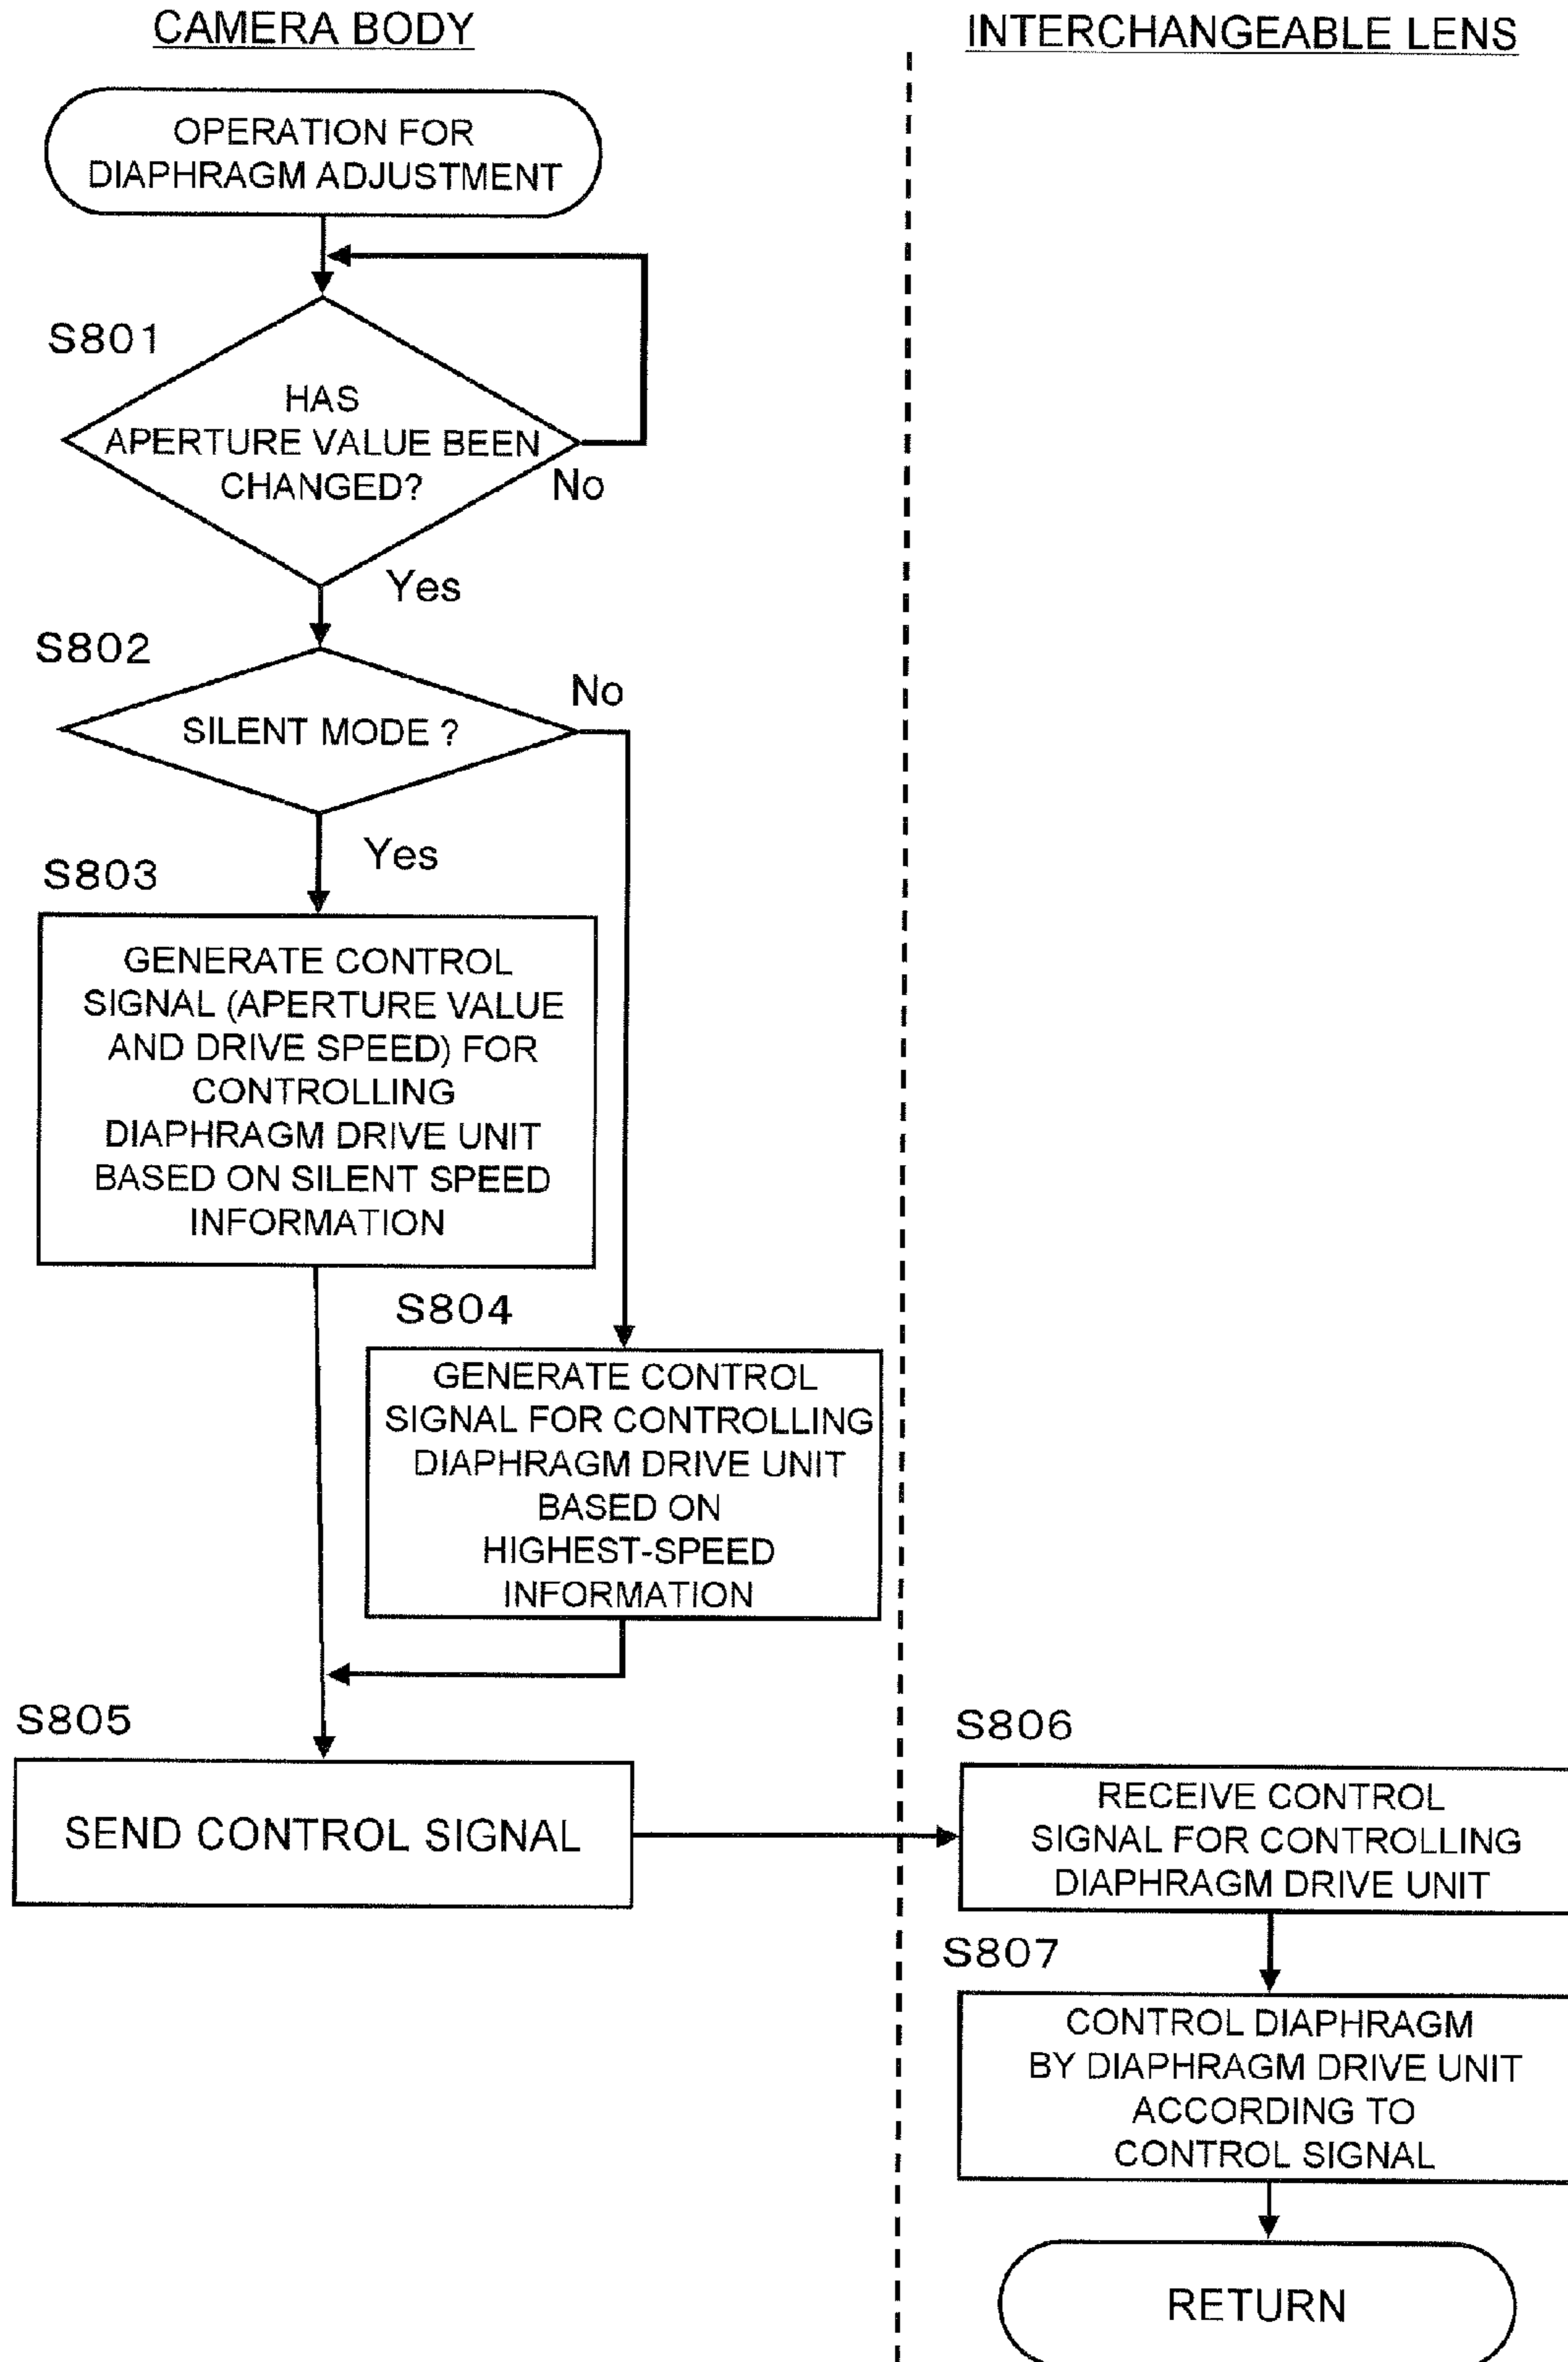 CAMERA BODY
INTERCHANGEABLE LENS
OPERATION FOR
DIAPHRAGM ADJUSTMENT
S801
HAS
APERTURE VALUE BEEN
CHANGED?
No
Yes
S802
No
SILENT MODE ?
Yes
S803
GENERATE CONTROL
SIGNAL (APERTURE VALUE
AND DRIVE SPEED) FOR
CONTROLLING
DIAPHRAGM DRIVE UNIT
BASED ON SILENT SPEED
INFORMATION
S804
GENERATE CONTROL
SIGNAL FOR CONTROLLING
DIAPHRAGM DRIVE UNIT
BASED ON
HIGHEST-SPEED
INFORMATION
S805
SEND CONTROL SIGNAL
S806
RECEIVE CONTROL
SIGNAL FOR CONTROLLING
DIAPHRAGM DRIVE UNIT
S807
CONTROL DIAPHRAGM
BY DIAPHRAGM DRIVE UNIT
ACCORDING TO
CONTROL SIGNAL
RETURN